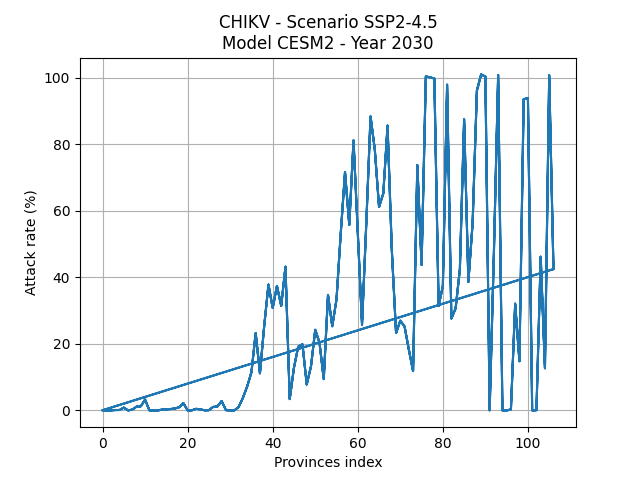 CHIKV - Scenario SSP2-4.5
Model CESM2 - Year 2030
100
80
60
40
20
0
Attack rate (%)
0 20 40 60 80 100
Provinces index